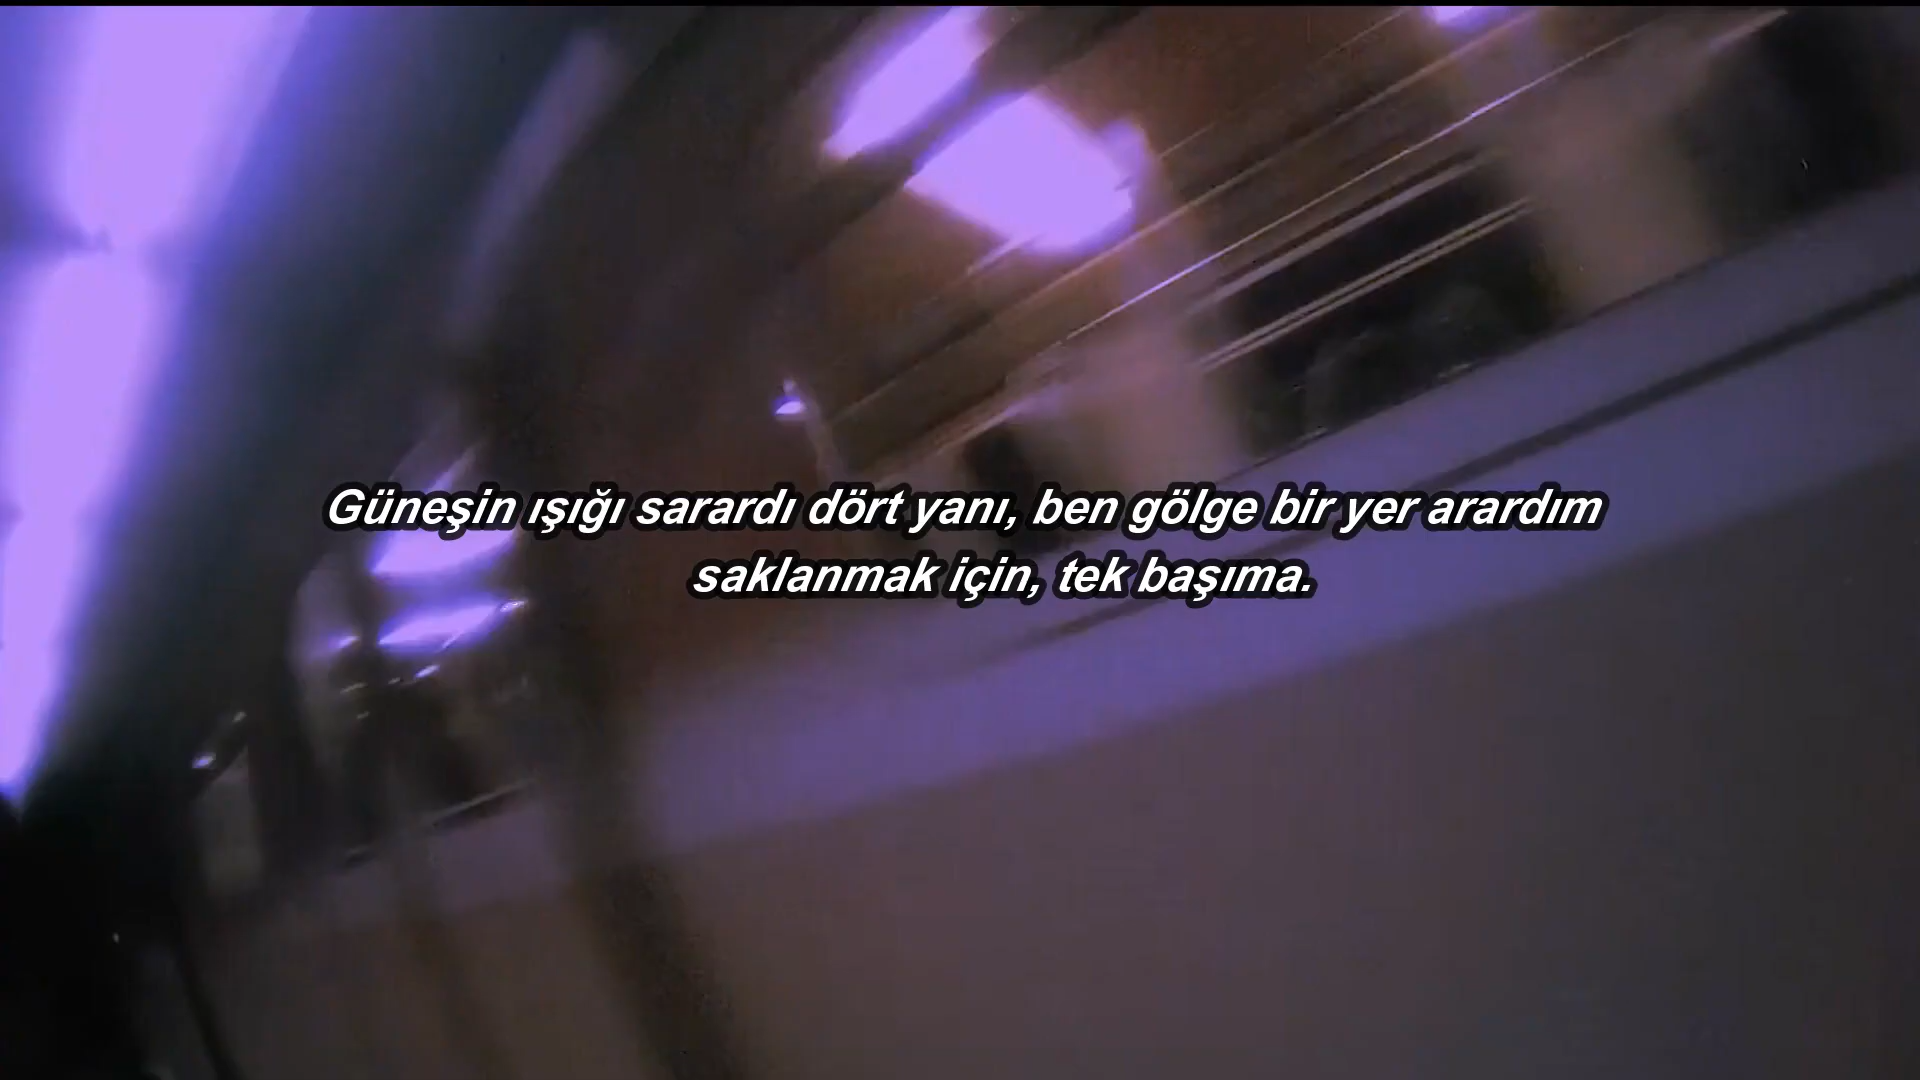 Güneşin ışığı sarardı dört yanı, ben gölge bir yer arardım
saklanmak için, tek başıma.